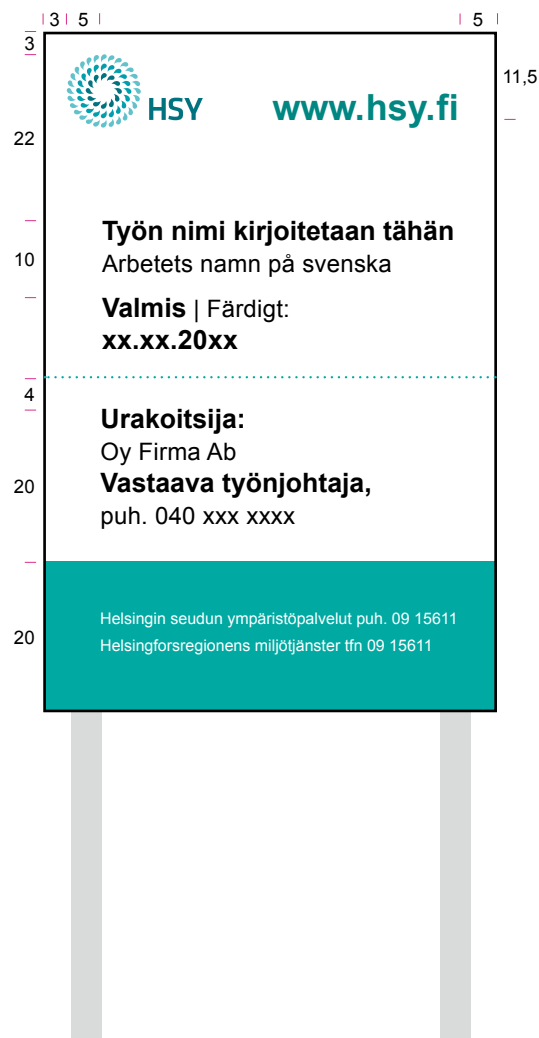 3 5 5
3
11,5
HSY www.hsy.fi
22
Työn nimi kirjoitetaan tähän
10
Arbetets namn på svenska
Valmis | Färdigt:
xx.xx.20xx
4
Urakoitsija:
Oy Firma Ab
20
Vastaava työnjohtaja,
puh. 040 xxx xxxx
Helsingin seudun ympäristöpalvelut puh. 09 15611
20
Helsingforsregionens miljötjänster tfn 09 15611